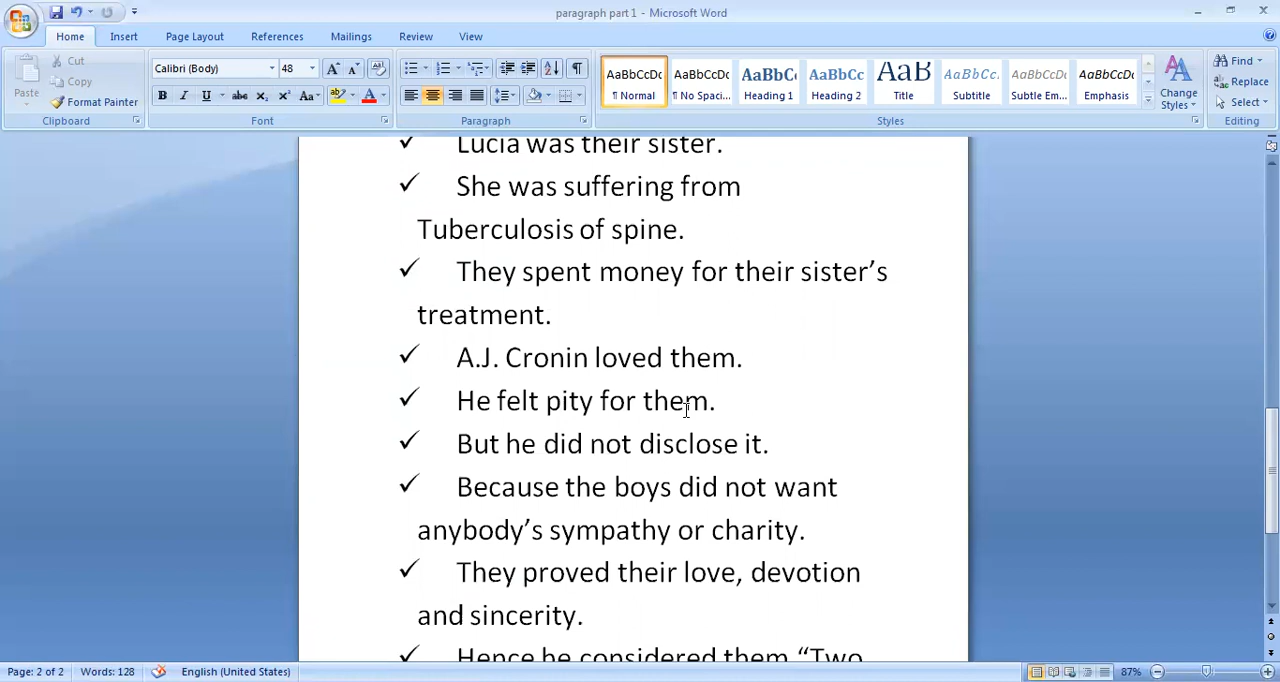 paragraph part 1 - Microsoft Word
Home Insert Page Layout References Mailings Review View
Paste
Cut
Copy
Format Painter
Clipboard
Calibri (Body) 48
B I U abc x₂ x² Aa
Font
Paragraph
AaBbCcDc AaBbCcDc AaBbC AaBbCc AaB AaBbCc. AaBbCcDc AaBbCcDc
¶ Normal ¶ No Spaci... Heading 1 Heading 2 Title Subtitle Subtle Em... Emphasis
Change
Styles
Styles
Find
Replace
Select
Editing
✓ Lucia was their sister.
✓ She was suffering from
Tuberculosis of spine.
✓ They spent money for their sister’s
treatment.
✓ A.J. Cronin loved them.
✓ He felt pity for them.
✓ But he did not disclose it.
✓ Because the boys did not want
anybody’s sympathy or charity.
✓ They proved their love, devotion
and sincerity.
✓ Hence he considered them “Two
Page: 2 of 2 Words: 128 English (United States) 87%